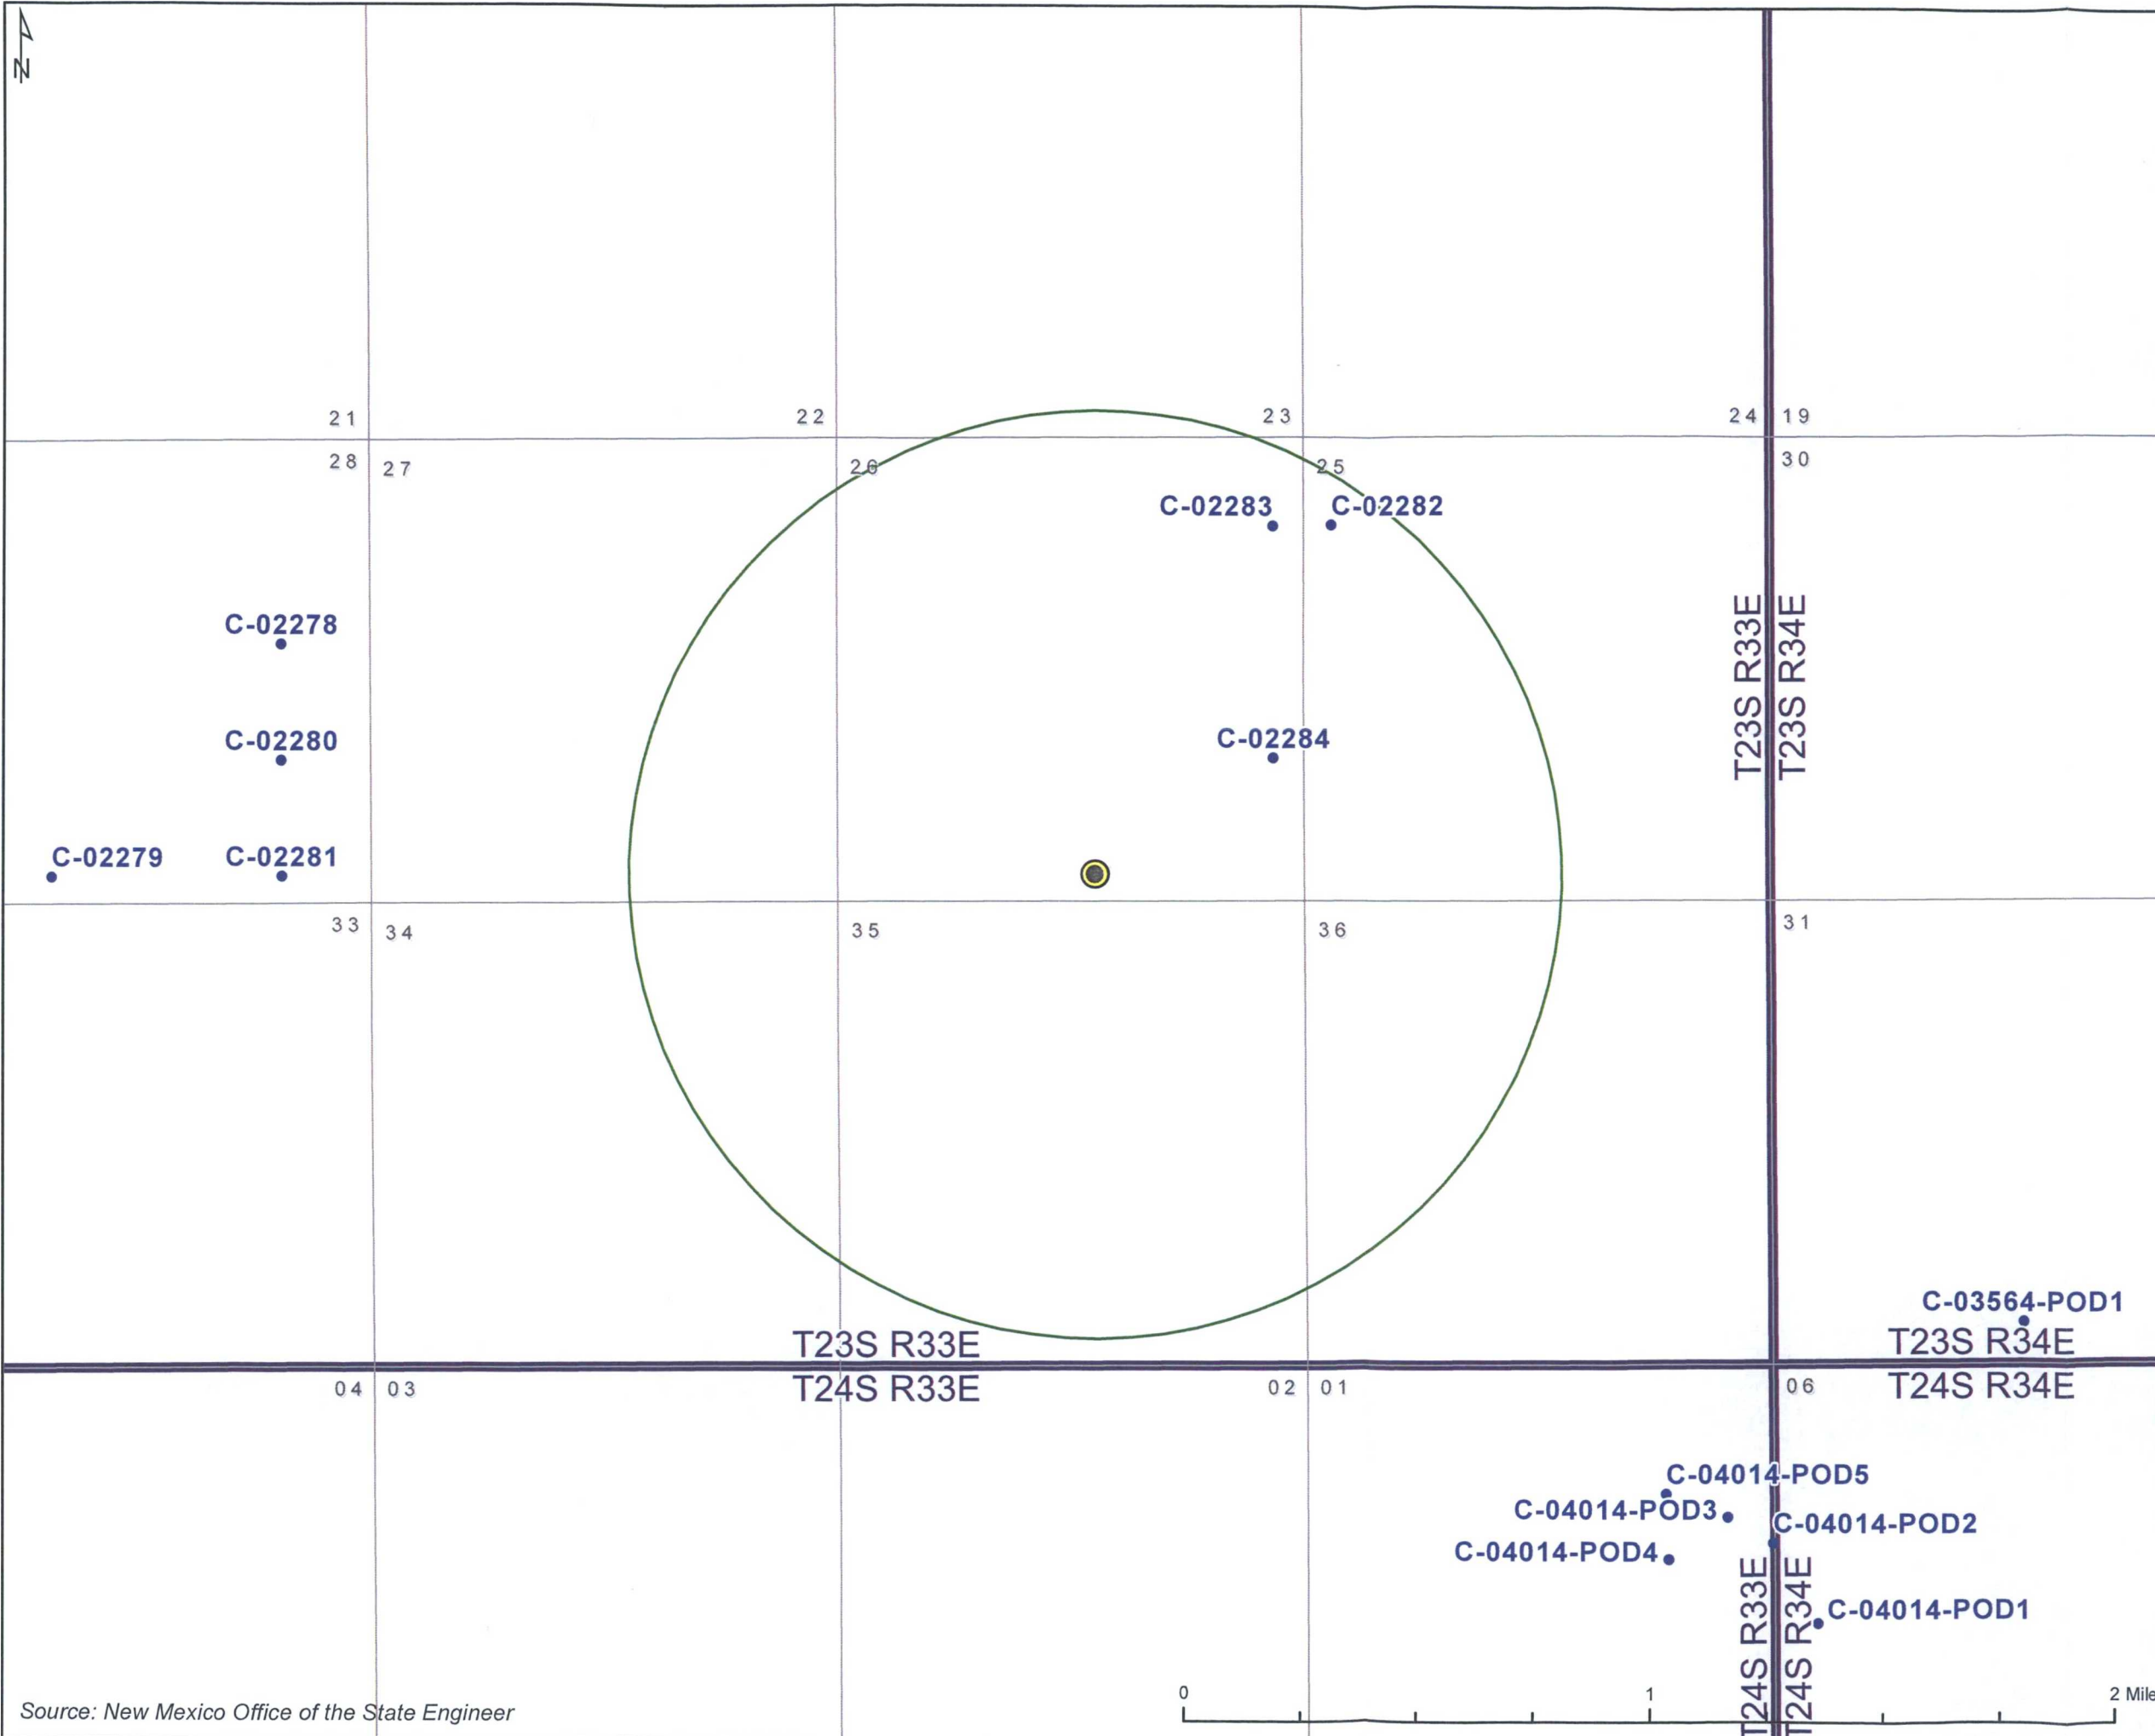 N
21
22
23
24
19
28
27
26
25
30
C-02283
C-02282
C-02278
T23S R33E
T23S R34E
C-02280
C-02284
C-02279
C-02281
33
34
35
36
31
C-03564-POD1
T23S R33E
T23S R34E
04
03
T24S R33E
02
01
06
T24S R34E
C-04014-POD5
C-04014-POD3
C-04014-POD2
C-04014-POD4
T24S R33E
T24S R34E
C-04014-POD1
0
1
2 Mile
Source: New Mexico Office of the State Engineer